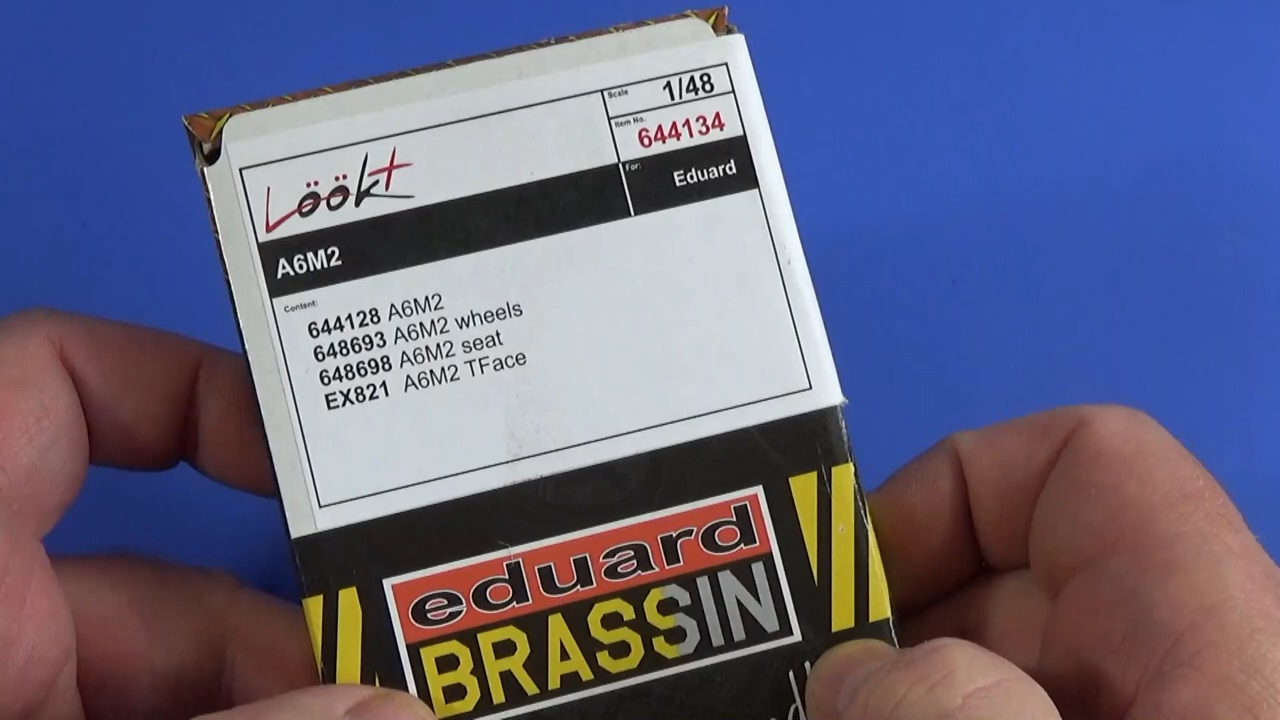 Scale
1/48
Item No.
644134
Löök+
For:
Eduard
A6M2
Content:
644128 A6M2
648693 A6M2 wheels
648698 A6M2 seat
EX821 A6M2 TFace
eduard
BRASSIN